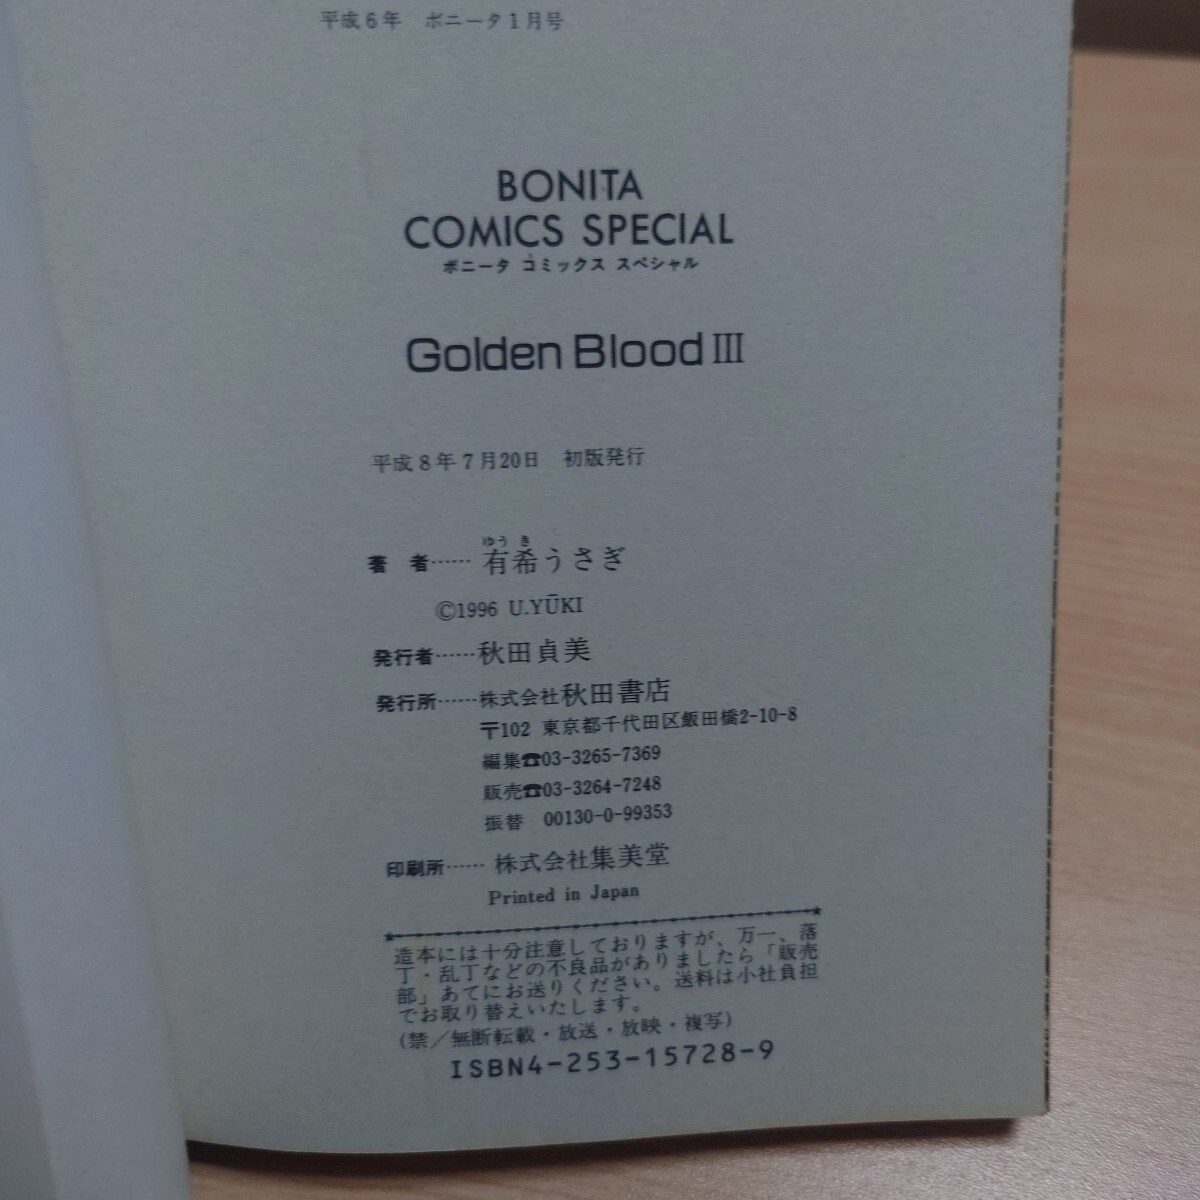 平成6年 ボニータ1月号
BONITA
COMICS SPECIAL
ボニータ コミックス スペシャル
Golden Blood III
平成8年7月20日 初版発行
ゆう き
著 者……有希うさぎ
©1996 U.YŪKI
発行者……秋田貞美
発行所……株式会社秋田書店
〒102 東京都千代田区飯田橋2-10-8
編集☎03-3265-7369
販売☎03-3264-7248
振替 00130-0-99353
印刷所……株式会社集美堂
Printed in Japan
造本には十分注意しておりますが、万一、落
丁・乱丁などの不良品がありましたら「販売
部」あてにお送りください。送料は小社負担
でお取り替えいたします。
(禁／無断転載・放送・放映・複写)
ISBN4-253-15728-9